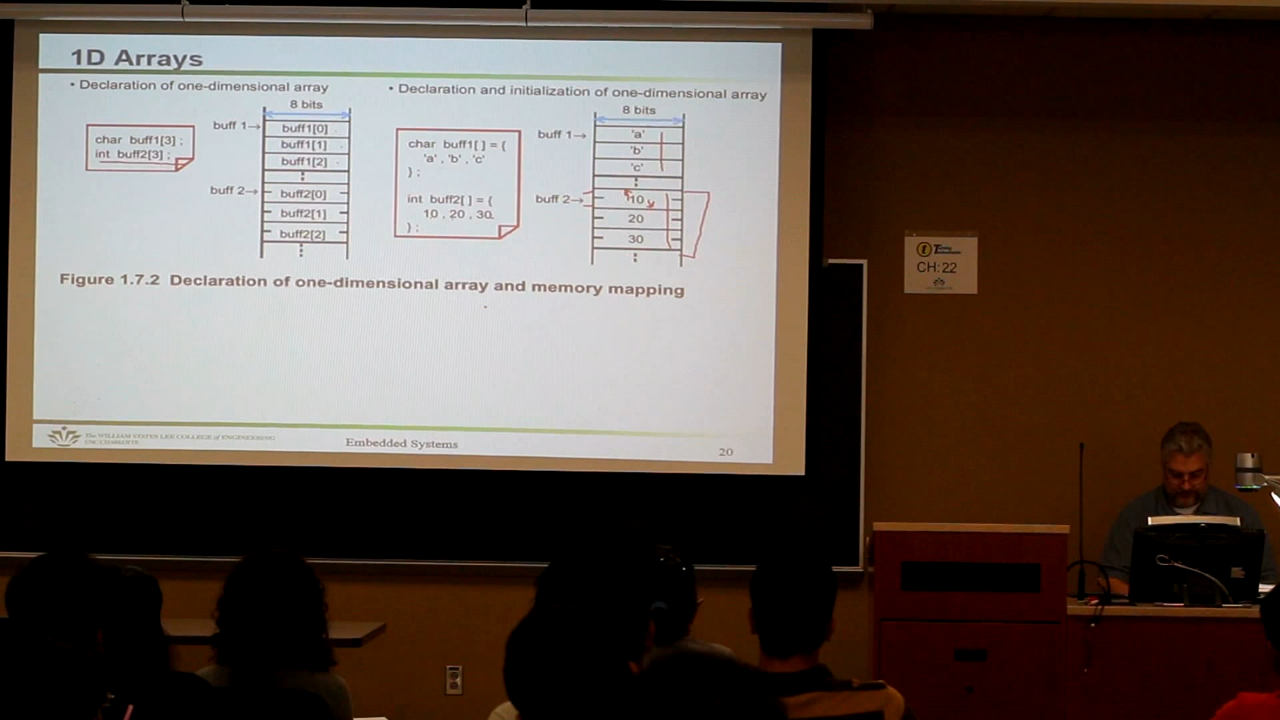 1D Arrays
• Declaration of one-dimensional array
8 bits
char buff1[3] ;
int buff2[3] ;
buff 1→
buff1[0]
buff1[1]
buff1[2]
buff 2→
buff2[0]
buff2[1]
buff2[2]
• Declaration and initialization of one-dimensional array
8 bits
char buff1[ ] = {
'a' , 'b' , 'c'
} ;
int buff2[ ] = {
10 , 20 , 30
} ;
buff 1→
'a'
'b'
'c'
buff 2→
10
20
30
Figure 1.7.2 Declaration of one-dimensional array and memory mapping
The WILLIAM STATES LEE COLLEGE of ENGINEERING
UNC CHARLOTTE
Embedded Systems
20
CH:22